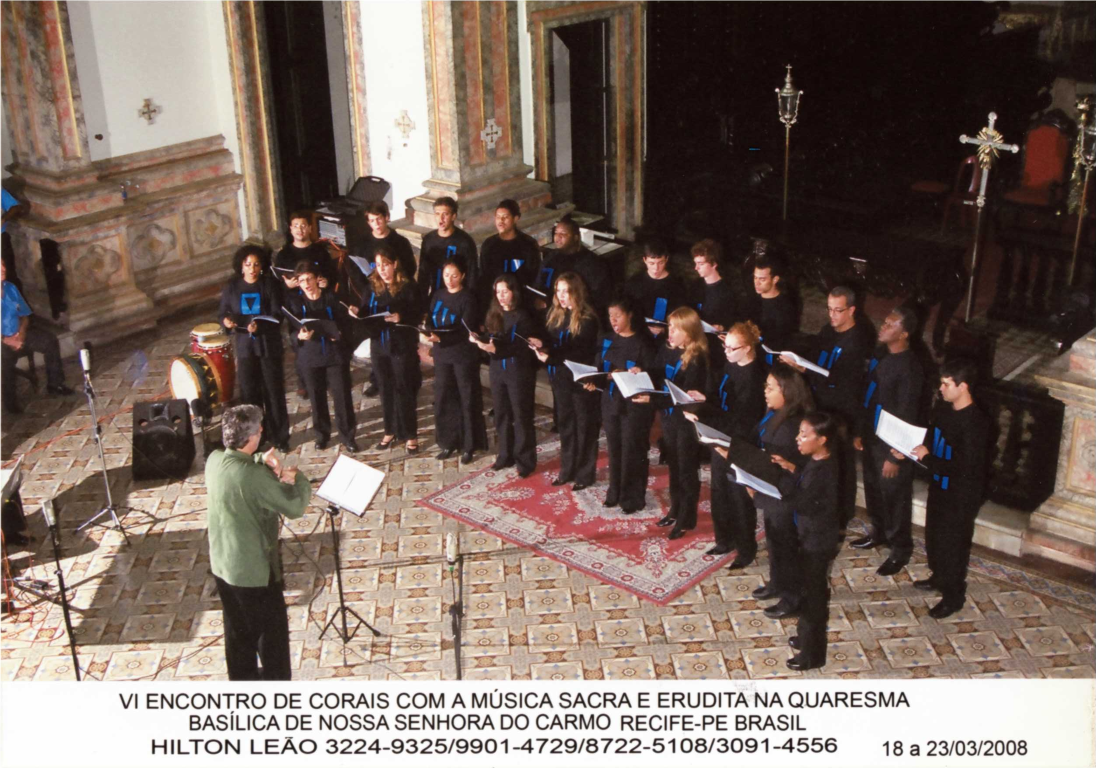 VI ENCONTRO DE CORAIS COM A MÚSICA SACRA E ERUDITA NA QUARESMA
BASÍLICA DE NOSSA SENHORA DO CARMO RECIFE-PE BRASIL
HILTON LEÃO 3224-9325/9901-4729/8722-5108/3091-4556 18 a 23/03/2008